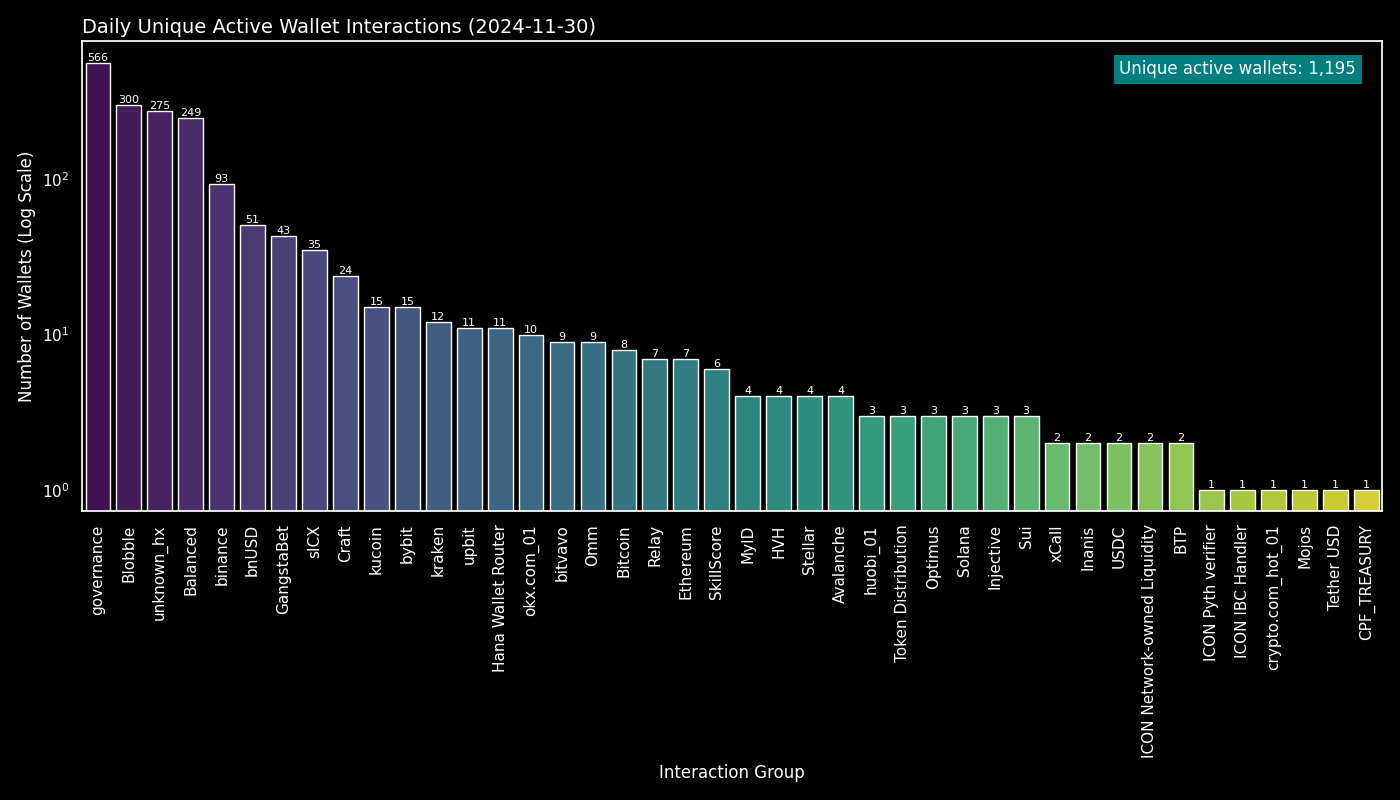 Daily Unique Active Wallet Interactions (2024-11-30)
Unique active wallets: 1,195
Number of Wallets (Log Scale)
10²
10¹
10⁰
566
300
275
249
93
51
43
35
24
15
15
12
11
11
10
9
9
8
7
7
6
4
4
4
4
3
3
3
3
3
3
2
2
2
2
2
1
1
1
1
1
1
governance
Blobble
unknown_hx
Balanced
binance
bnUSD
GangstaBet
sICX
Craft
kucoin
bybit
kraken
upbit
Hana Wallet Router
okx.com_01
bitvavo
Omm
Bitcoin
Relay
Ethereum
SkillScore
MyID
HVH
Stellar
Avalanche
huobi_01
Token Distribution
Optimus
Solana
Injective
Sui
xCall
Inanis
USDC
ICON Network-owned Liquidity
BTP
ICON Pyth verifier
ICON IBC Handler
crypto.com_hot_01
Mojos
Tether USD
CPF_TREASURY
Interaction Group